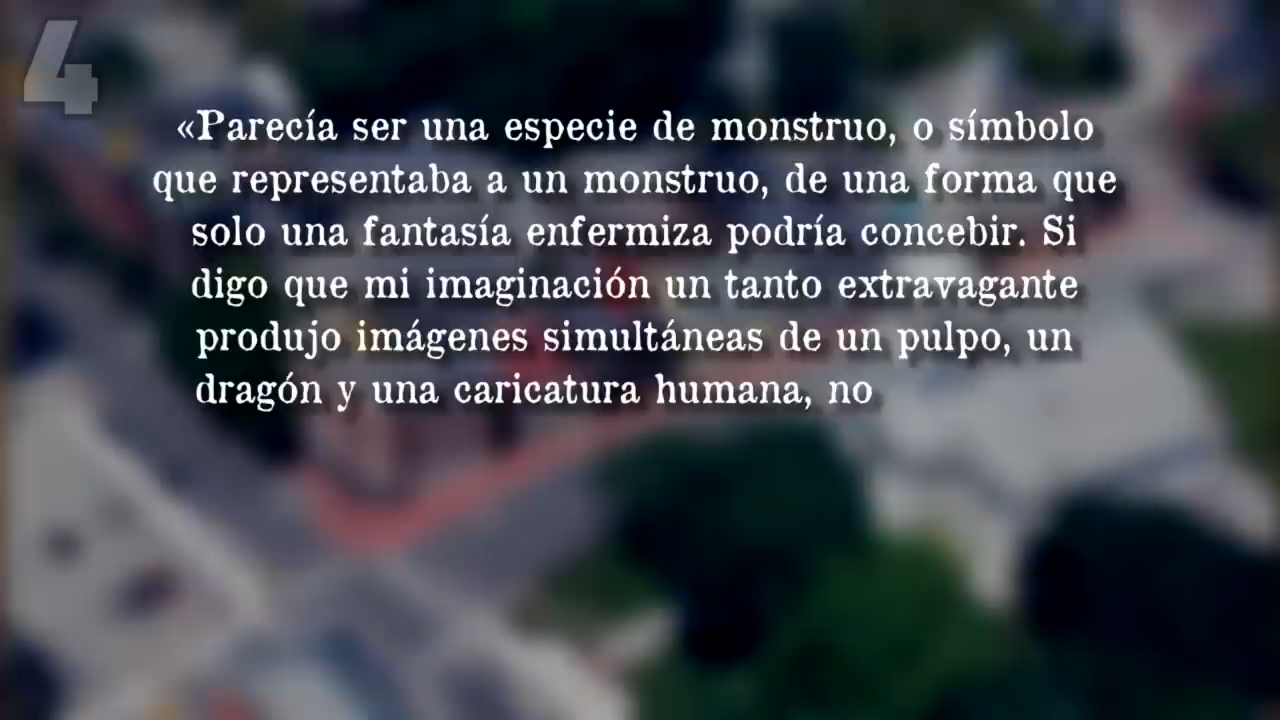 4
«Parecía ser una especie de monstruo, o símbolo
que representaba a un monstruo, de una forma que
solo una fantasía enfermiza podría concebir. Si
digo que mi imaginación un tanto extravagante
produjo imágenes simultáneas de un pulpo, un
dragón y una caricatura humana, no